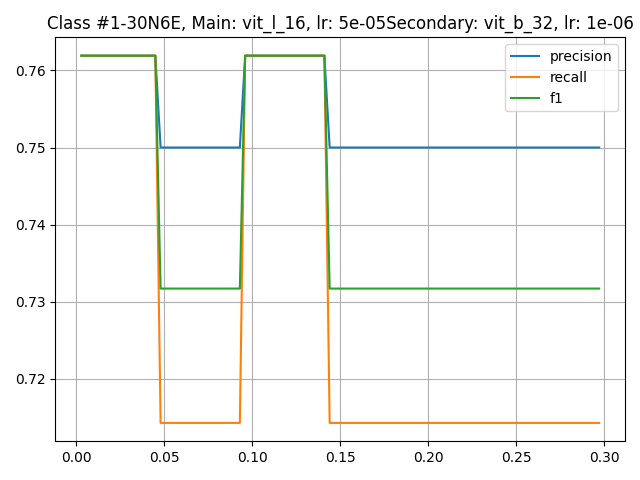 Class #1-30N6E, Main: vit_l_16, lr: 5e-05Secondary: vit_b_32, lr: 1e-06
precision
recall
f1
0.76
0.75
0.74
0.73
0.72
0.00 0.05 0.10 0.15 0.20 0.25 0.30